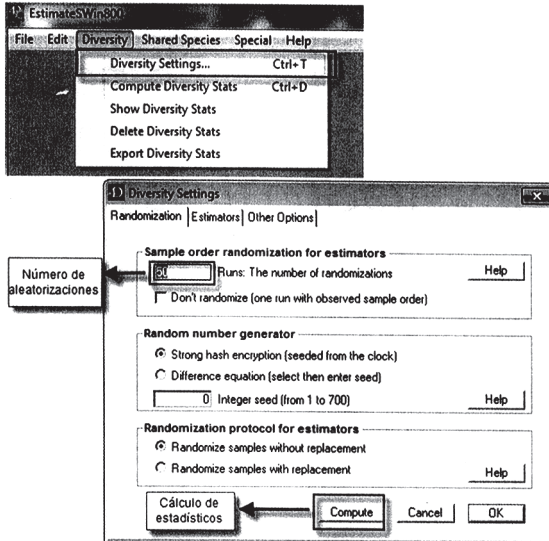 EstimateSWin800
File Edit Diversity Shared Species Special Help
Diversity Settings... Ctrl+T
Compute Diversity Stats Ctrl+D
Show Diversity Stats
Delete Diversity Stats
Export Diversity Stats
Diversity Settings
Randomization Estimators Other Options
Sample order randomization for estimators
Número de
aleatorizaciones
50 Runs: The number of randomizations Help
Don't randomize (one run with observed sample order)
Random number generator
Strong hash encryption (seeded from the clock)
Difference equation (select then enter seed)
0 Integer seed (from 1 to 700) Help
Randomization protocol for estimators
Randomize samples without replacement
Randomize samples with replacement Help
Cálculo de
estadísticos
Compute Cancel OK